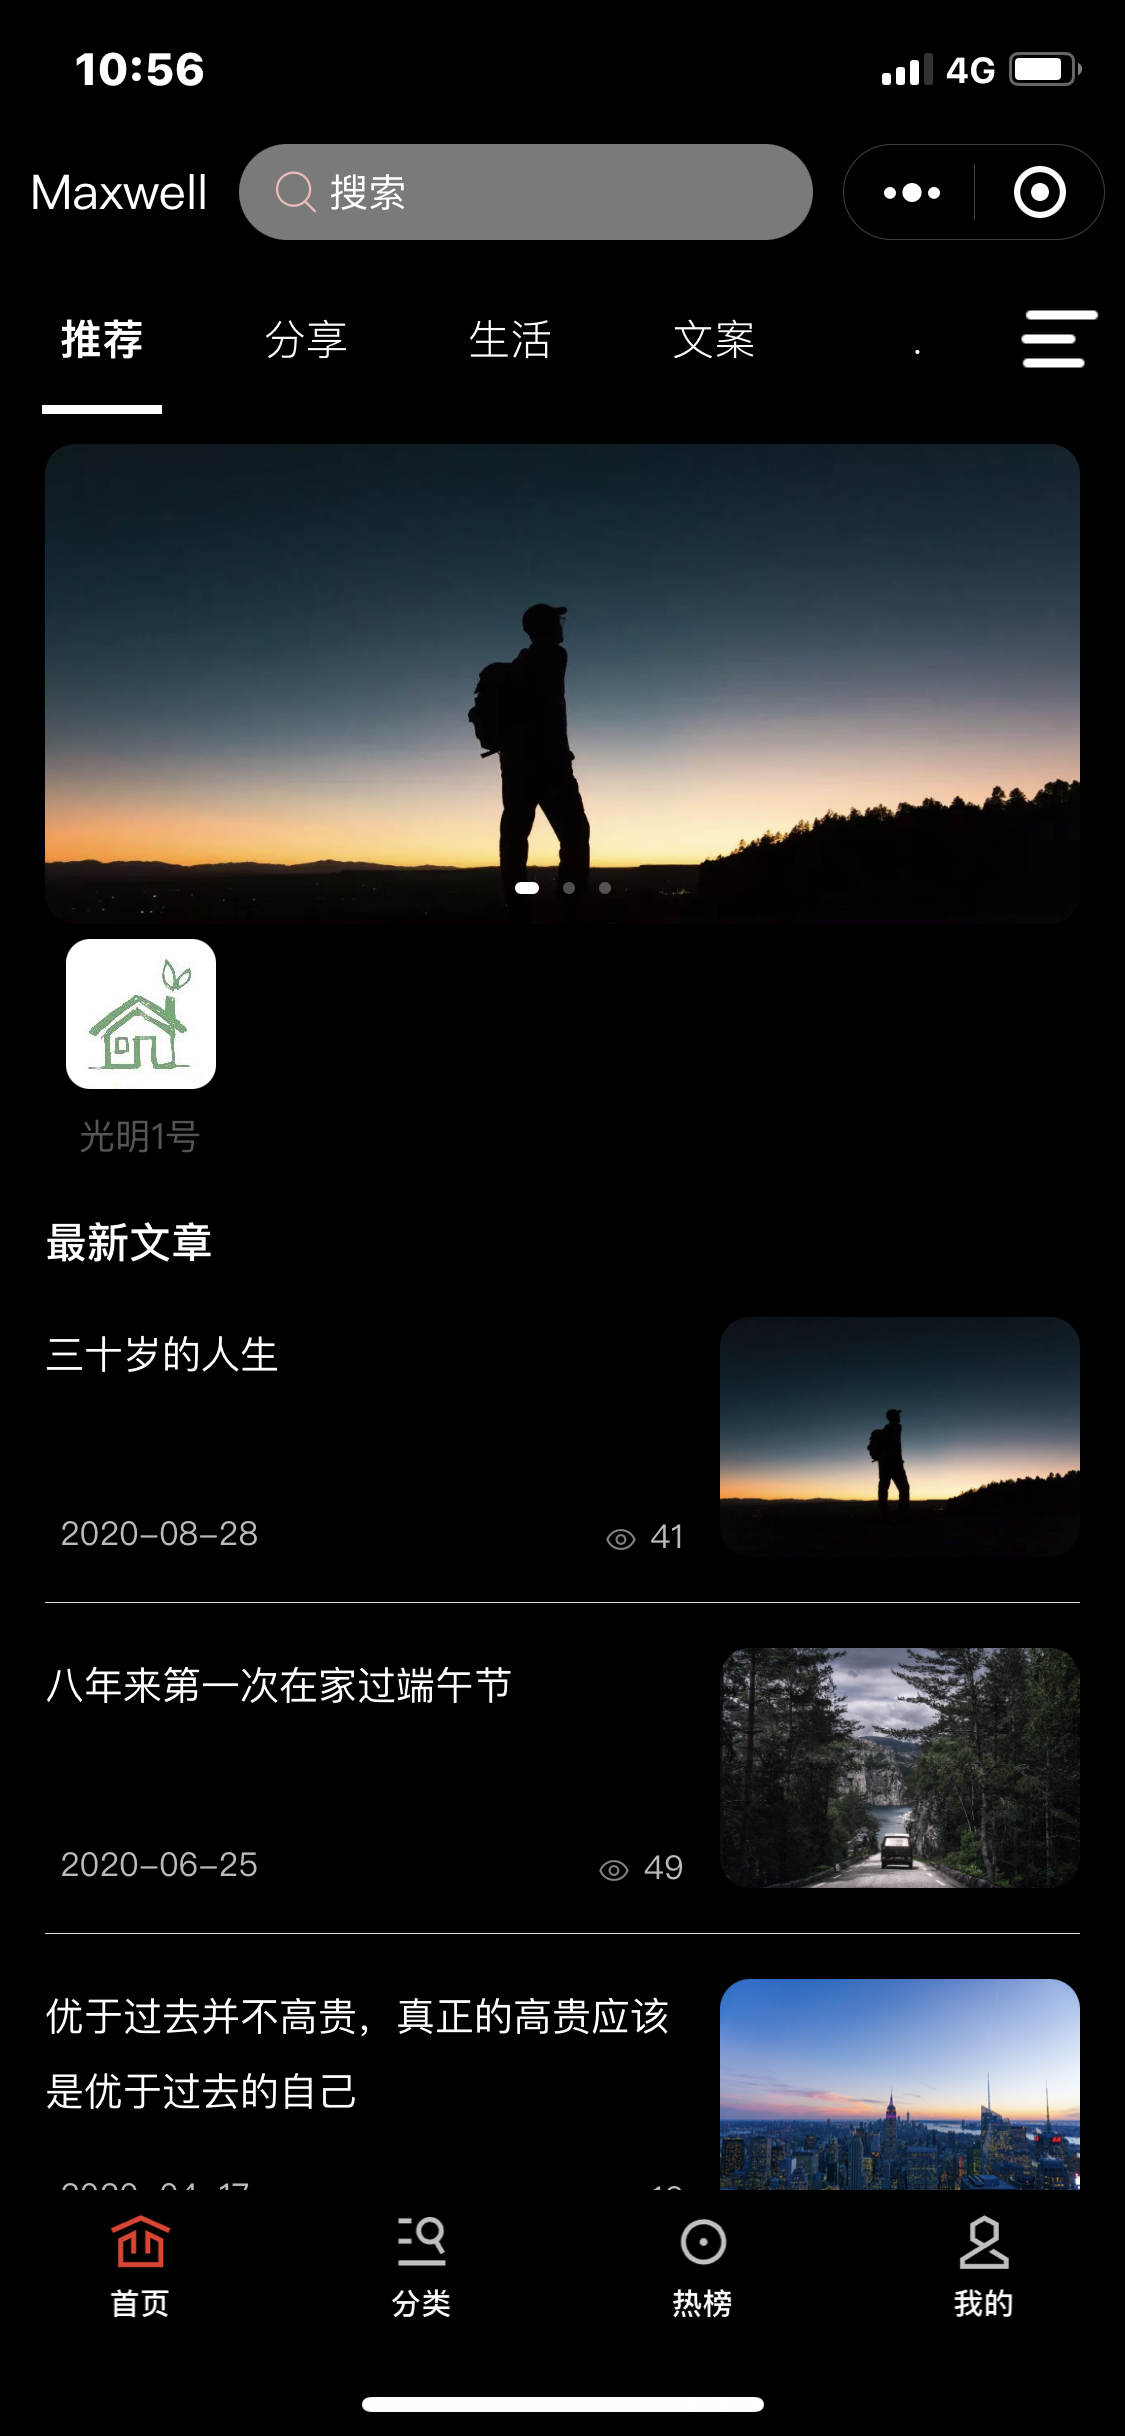 10:56
4G
Maxwell
搜索
推荐
分享
生活
文案
.
光明1号
最新文章
三十岁的人生
2020-08-28
41
八年来第一次在家过端午节
2020-06-25
49
优于过去并不高贵，真正的高贵应该
是优于过去的自己
2020-04-17
首页
分类
热榜
我的